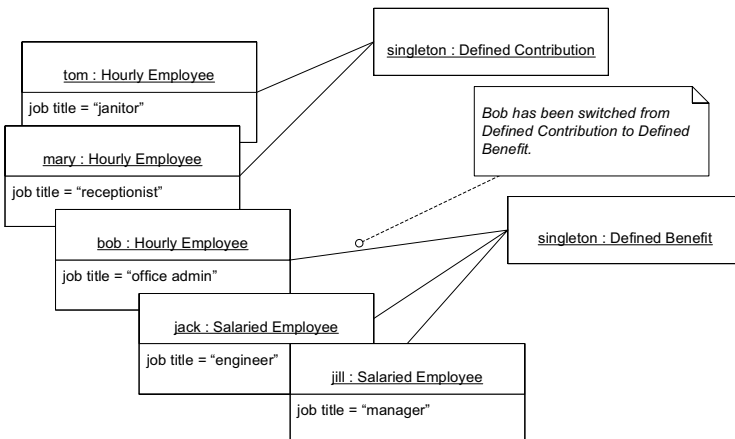 singleton : Defined Contribution
tom : Hourly Employee
job title = “janitor”
Bob has been switched from
Defined Contribution to Defined
Benefit.
mary : Hourly Employee
job title = “receptionist”
singleton : Defined Benefit
bob : Hourly Employee
job title = “office admin”
jack : Salaried Employee
job title = “engineer”
jill : Salaried Employee
job title = “manager”